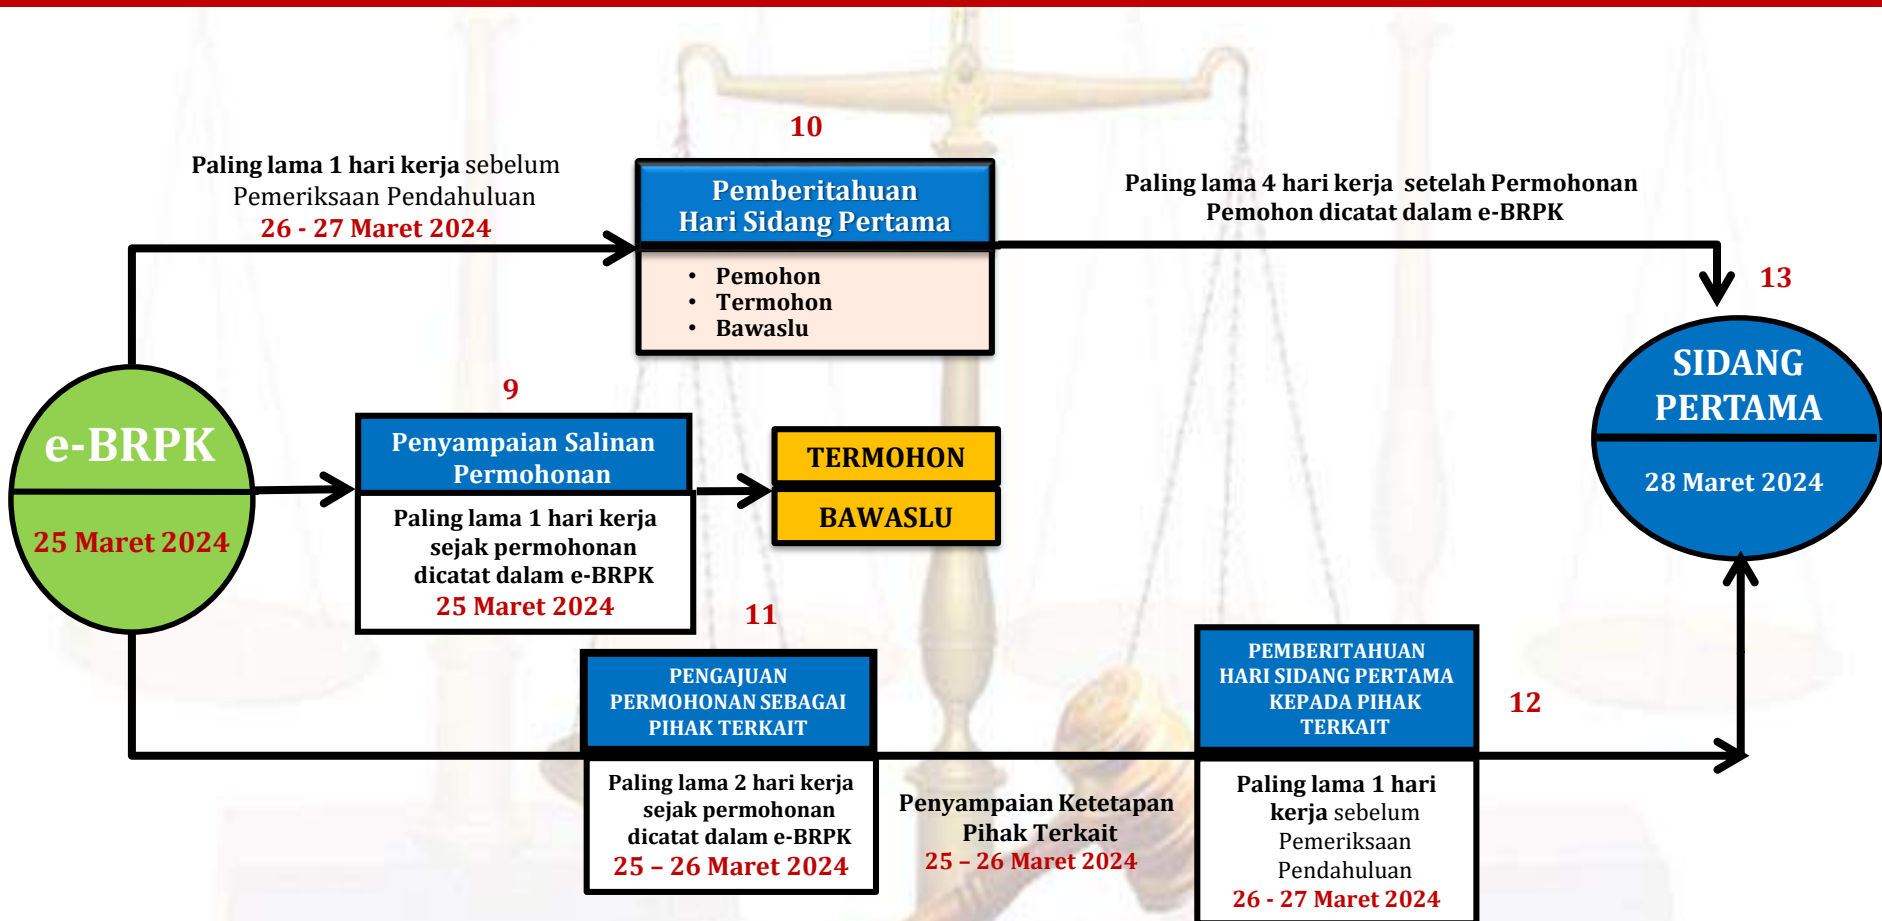 10
Paling lama 1 hari kerja sebelum
Pemeriksaan Pendahuluan
26 - 27 Maret 2024
Pemberitahuan
Hari Sidang Pertama
• Pemohon
• Termohon
• Bawaslu
Paling lama 4 hari kerja setelah Permohonan
Pemohon dicatat dalam e-BRPK
13
SIDANG
PERTAMA
28 Maret 2024
e-BRPK
25 Maret 2024
9
Penyampaian Salinan
Permohonan
Paling lama 1 hari kerja
sejak permohonan
dicatat dalam e-BRPK
25 Maret 2024
TERMOHON
BAWASLU
11
PENGAJUAN
PERMOHONAN SEBAGAI
PIHAK TERKAIT
Paling lama 2 hari kerja
sejak permohonan
dicatat dalam e-BRPK
25 – 26 Maret 2024
Penyampaian Ketetapan
Pihak Terkait
25 – 26 Maret 2024
PEMBERITAHUAN
HARI SIDANG PERTAMA
KEPADA PIHAK
TERKAIT
12
Paling lama 1 hari
kerja sebelum
Pemeriksaan
Pendahuluan
26 - 27 Maret 2024